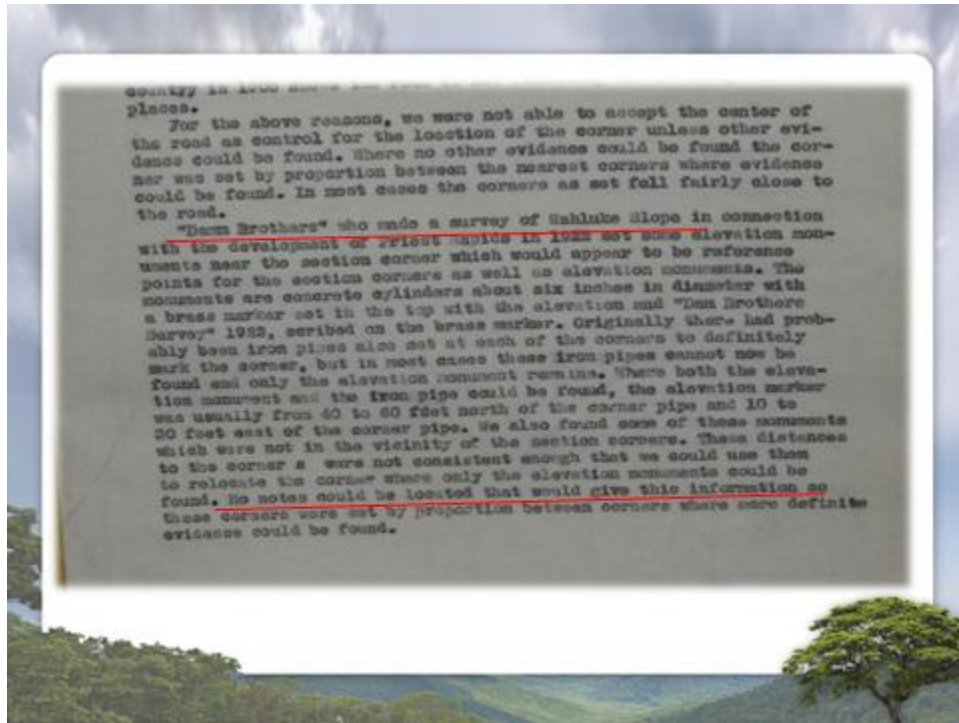 places.
For the above reasons, we were not able to accept the center of
the road as control for the location of the corner unless other evi-
dence could be found. Where no other evidence could be found the cor-
ner was set by proportion between the nearest corners where evidence
could be found. In most cases the corners as set fell fairly close to
the road.
Brothers" who made a survey of Wahluke Slope in connection
with the development of Priest Rapids in 1922 set some elevation mon-
uments near the section corner which would appear to be reference
points for the section corners as well as elevation monuments. The
monuments are concrete cylinders about six inches in diameter with
a brass marker set in the top with the elevation and "Dam Brothers
Survey" 1922, scribed on the brass marker. Originally there had prob-
ably been iron pipes also set at each of the corners to definitely
mark the corner, but in most cases these iron pipes cannot now be
found and only the elevation monument remains. Where both the eleva-
tion monument and the iron pipe could be found, the elevation marker
was usually from 40 to 60 fdet north of the corner pipe and 10 to
feet east of the corner pipe. We also found some of these monuments
which were not in the vicinity of the section corners. These distances
to the corner s were not consistent enough that we could use them
to relocate the corner where only the elevation monuments could be
found. No notes could be located that would give this information so
these corners were set by proportion between corners where more definite
evidence could be found.